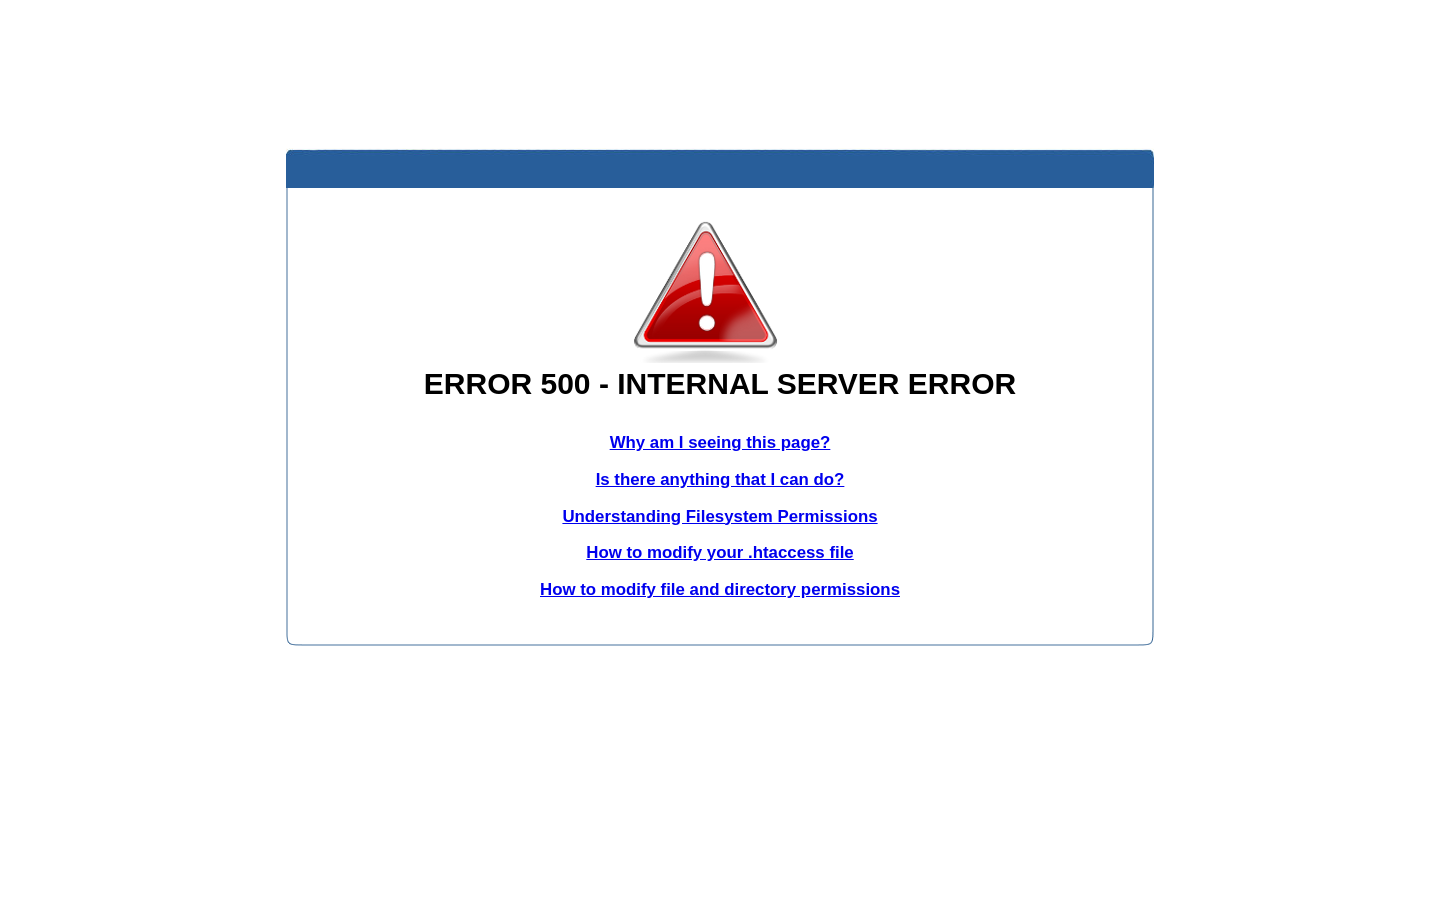 ERROR 500 - INTERNAL SERVER ERROR
Why am I seeing this page?
Is there anything that I can do?
Understanding Filesystem Permissions
How to modify your .htaccess file
How to modify file and directory permissions